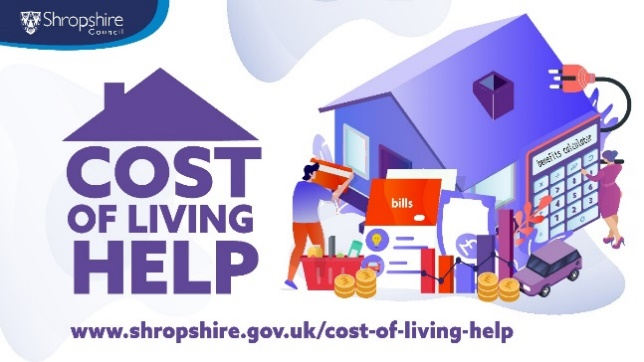 Shropshire
Council
COST
OF LIVING
HELP
benefits calculator
bills
www.shropshire.gov.uk/cost-of-living-help